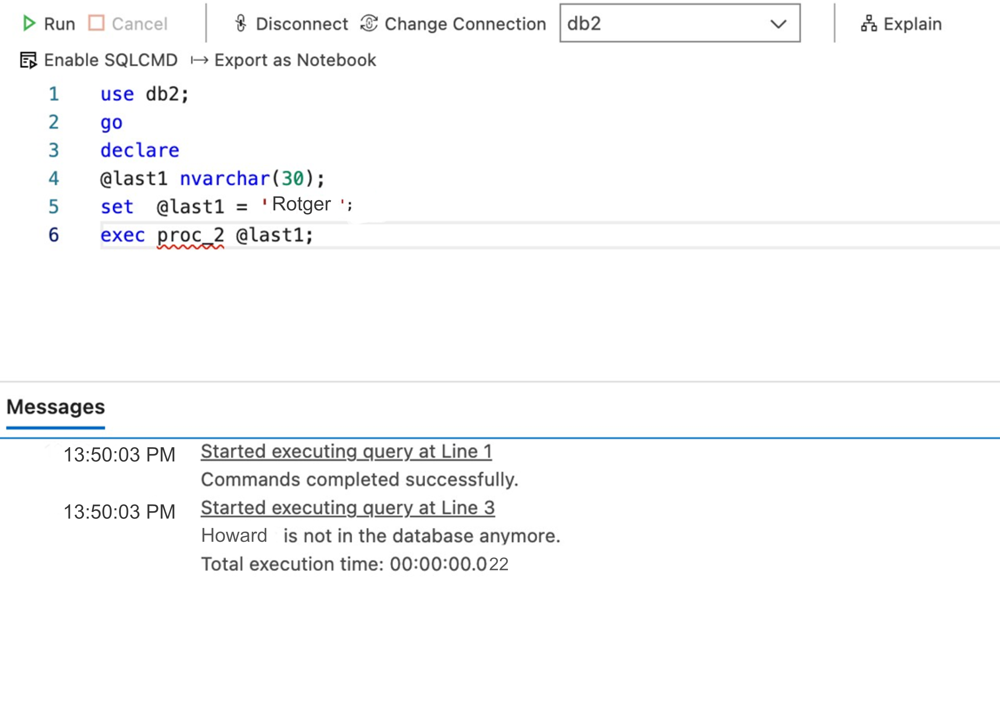 Run Cancel Disconnect Change Connection db2 Explain
Enable SQLCMD Export as Notebook
1 use db2;
2 go
3 declare
4 @last1 nvarchar(30);
5 set @last1 = 'Rotger ';
6 exec proc_2 @last1;
Messages
13:50:03 PM Started executing query at Line 1
Commands completed successfully.
13:50:03 PM Started executing query at Line 3
Howard is not in the database anymore.
Total execution time: 00:00:00.022